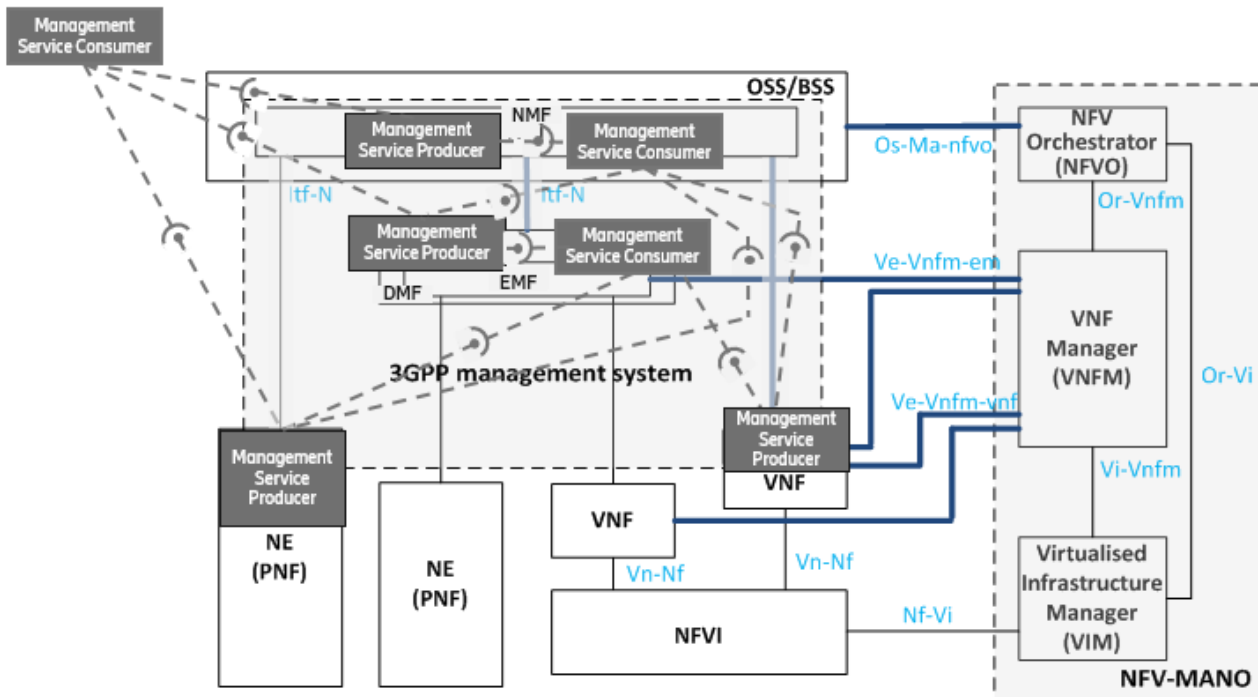 Management
Service Consumer
OSS/BSS
NMF
Management
Service Producer
Management
Service Consumer
Os-Ma-nfvo
NFV
Orchestrator
(NFVO)
Itf-N
Itf-N
Or-Vnfm
Management
Service Producer
Management
Service Consumer
EMF
DMF
Ve-Vnfm-em
VNF
Manager
(VNFM)
3GPP management system
Or-Vi
Ve-Vnfm-vnf
Management
Service
Producer
VNF
Management
Service
Producer
NE
(PNF)
NE
(PNF)
VNF
Vi-Vnfm
Vn-Nf
Vn-Nf
NFVI
Nf-Vi
Virtualised
Infrastructure
Manager
(VIM)
NFV-MANO